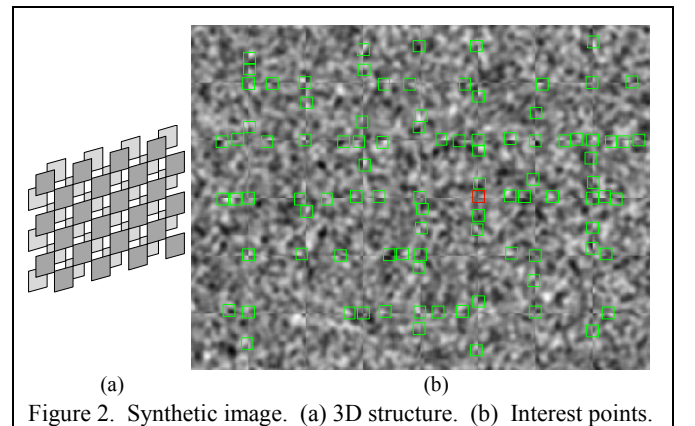 (a) (b)
Figure 2.  Synthetic image.  (a) 3D structure.  (b)  Interest points.